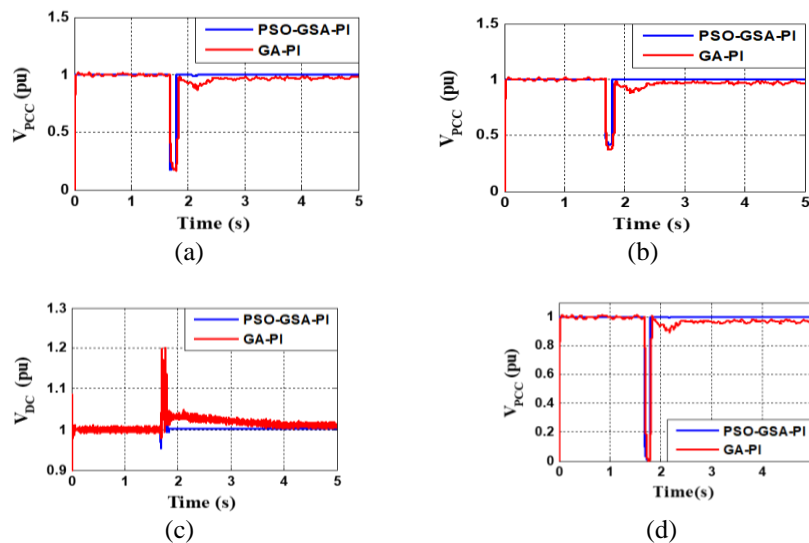 1.5
1
0.5
0
V_PCC (pu)
PSO-GSA-PI
GA-PI
0 1 2 3 4 5
Time (s)
(a)
1.5
1
0.5
0
V_PCC (pu)
PSO-GSA-PI
GA-PI
0 1 2 3 4 5
Time (s)
(b)
1.3
1.2
1.1
1
0.9
V_DC (pu)
PSO-GSA-PI
GA-PI
0 1 2 3 4 5
Time (s)
(c)
1
0.8
0.6
0.4
0.2
0
V_PCC (pu)
PSO-GSA-PI
GA-PI
0 1 2 3 4
Time(s)
(d)